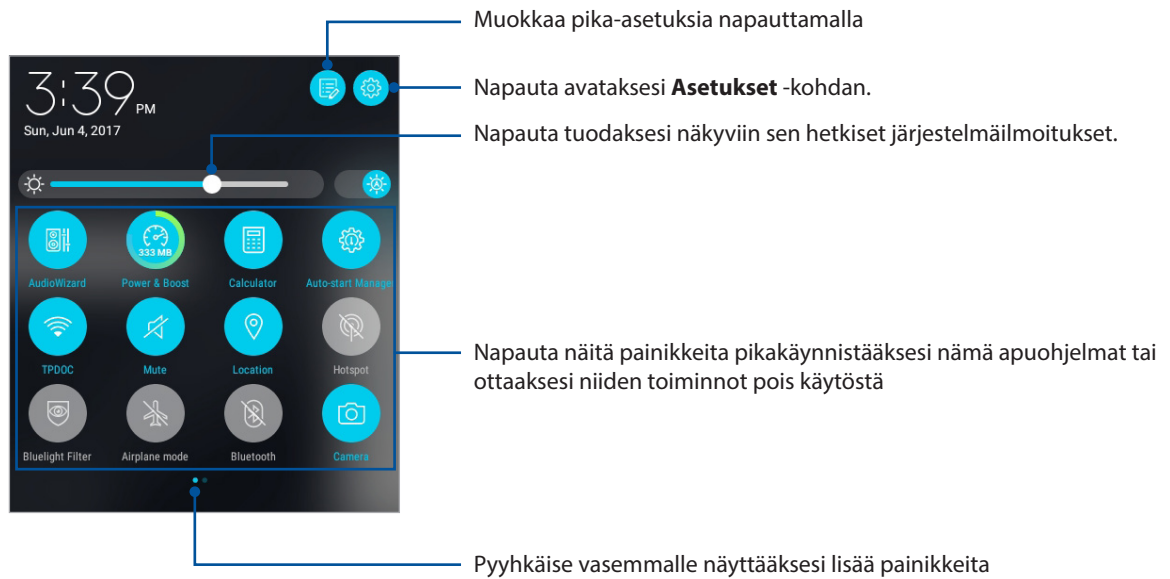 Muokkaa pika-asetuksia napauttamalla
3:39 PM
Sun, Jun 4, 2017
Napauta avataksesi Asetukset -kohdan.
Napauta tuodaksesi näkyviin sen hetkiset järjestelmäilmoitukset.
A
333 MB
AudioWizard Power & Boost Calculator Auto-start Manage
TPDOC Mute Location Hotspot
Napauta näitä painikkeita pikakäynnistääksesi nämä apuohjelmat tai
ottaaksesi niiden toiminnot pois käytöstä
Bluelight Filter Airplane mode Bluetooth Camera
Pyyhkäise vasemmalle näyttääksesi lisää painikkeita